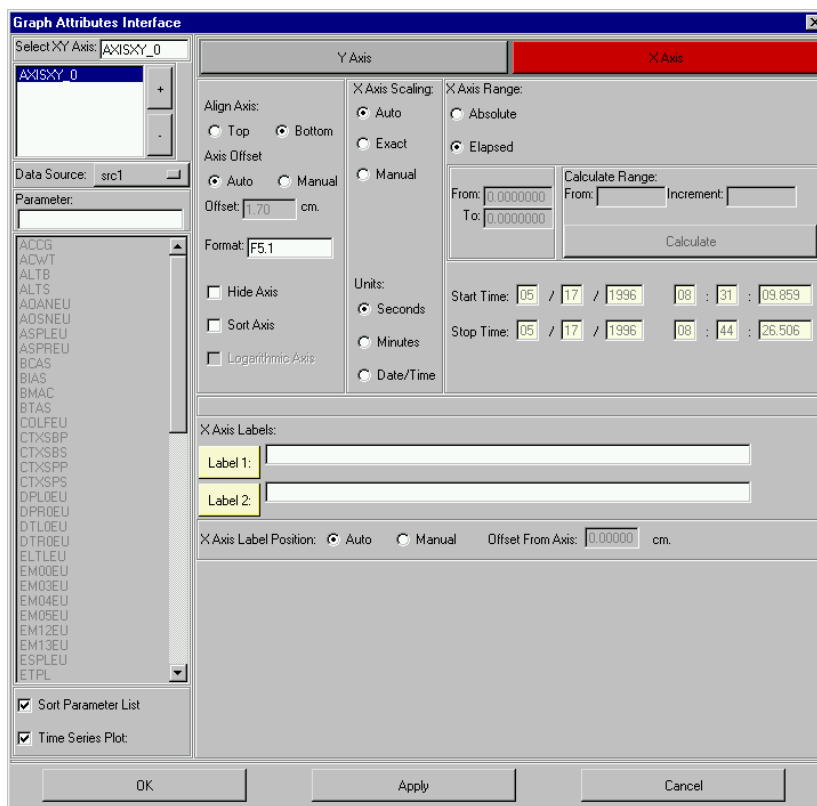 Graph Attributes Interface
Select XY Axis: AXISXY_0
AXISXY_0
+
-
Data Source: src1
Parameter:
ACCG
ACWT
ALTB
ALTS
AOANEU
AOSNEU
ASPLEU
ASPREU
BCAS
BIAS
BMAC
BTAS
COLFEU
CTXSBP
CTXSBS
CTXSPP
CTXSPS
DPL0EU
DPR0EU
DTL0EU
DTR0EU
ELTLEU
EM00EU
EM03EU
EM04EU
EM05EU
EM12EU
EM13EU
ESPLEU
ETPL
Sort Parameter List
Time Series Plot:
Y Axis
X Axis
Align Axis:
Top Bottom
Axis Offset
Auto Manual
Offset: 1.70 cm.
Format: F5.1
Hide Axis
Sort Axis
Logarithmic Axis
X Axis Scaling:
Auto
Exact
Manual
Units:
Seconds
Minutes
Date/Time
X Axis Range:
Absolute
Elapsed
From: 0.0000000
To: 0.0000000
Calculate Range:
From: Increment:
Calculate
Start Time: 05 / 17 / 1996 08 : 31 : 09.859
Stop Time: 05 / 17 / 1996 08 : 44 : 26.506
X Axis Labels:
Label 1:
Label 2:
X Axis Label Position: Auto Manual Offset From Axis: 0.00000 cm.
OK Apply Cancel